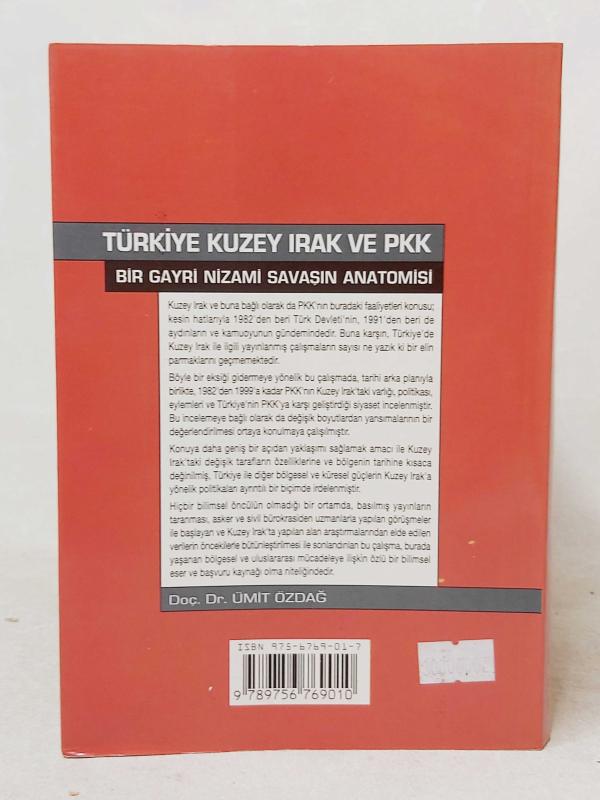 TÜRKİYE KUZEY IRAK VE PKK
BİR GAYRİ NİZAMİ SAVAŞIN ANATOMİSİ
Kuzey Irak ve buna bağlı olarak da PKK'nın buradaki faaliyetleri konusu;
kesin hatlarıyla 1982'den beri Türk Devleti'nin, 1991'den beri de
aydınların ve kamuoyunun gündemindedir. Buna karşın, Türkiye'de
Kuzey Irak ile ilgili yayınlarmış çalışmaların sayısı ne yazık ki bir elin
parmaklarını geçmemektedir.
Böyle bir eksiği gidermeye yönelik bu çalışmada, tarihi arka planıyla
birlikte, 1982'den 1999'a kadar PKK'nın Kuzey Irak'taki varlığı, politikası,
eylemleri ve Türkiye'nin PKK'ya karşı geliştirdiği siyaset incelenmiştir.
Bu incelemeye bağlı olarak da değişik boyutlardan yansımalarının bir
değerlendirilmesi ortaya konulmaya çalışılmıştır.
Konuya daha geniş bir açıdan yaklaşımı sağlamak amacı ile Kuzey
Irak'taki değişik tarafların özelliklerine ve bölgenin tarihine kısaca
değinilmiş, Türkiye ile diğer bölgesel ve küresel güçlerin Kuzey Irak'a
yönelik politikaları ayrıntılı bir biçimde irdelenmiştir.
Hiçbir bilimsel öncülün olmadığı bir ortamda, basılmış yayınların
taranması, asker ve sivil bürokrasiden uzmanlarla yapılan görüşmeler
ile başlayan ve Kuzey Irak'ta yapılan alan araştırmalarından elde edilen
verilerin öncekilerle bütünleştirilmesi ile sonlandırılan bu çalışma, burada
yaşanan bölgesel ve uluslararası mücadeleye ilişkin özlü bir bilimsel
eser ve başvuru kaynağı olma niteliğindedir.
Doç. Dr. ÜMİT ÖZDAĞ
ISBN 975-6769-01-7
9 789756 769010